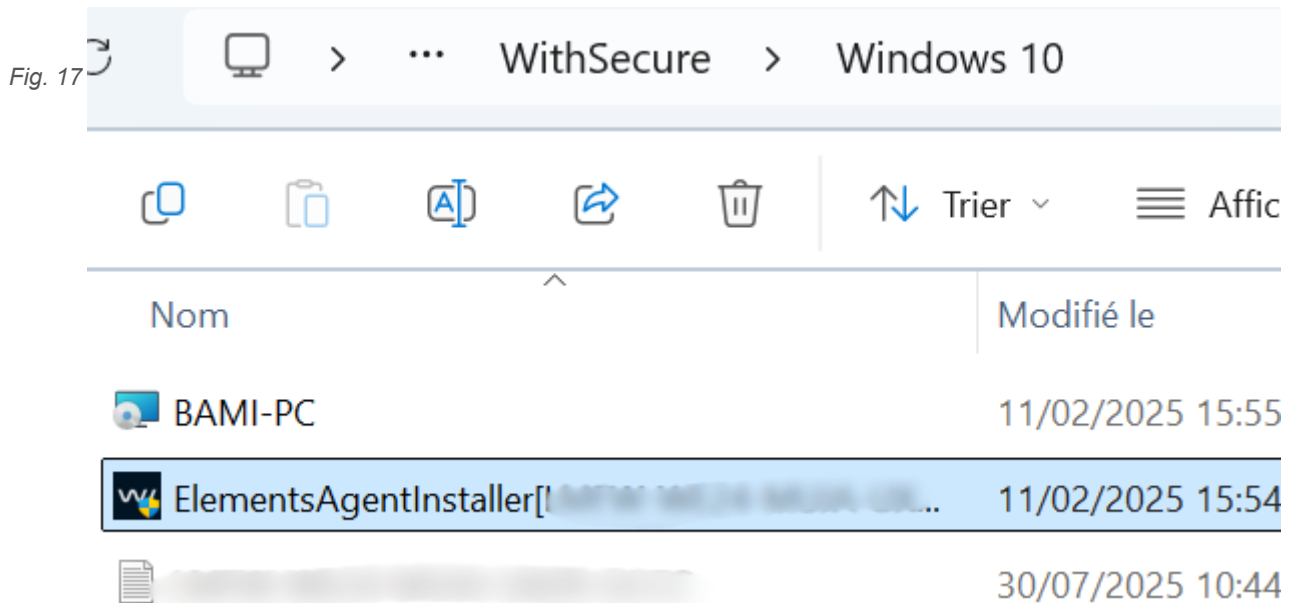 Fig. 17
> ... WithSecure > Windows 10
Trier Affic
Nom Modifié le
BAMI-PC 11/02/2025 15:55
ElementsAgentInstaller[ ... 11/02/2025 15:54
30/07/2025 10:44